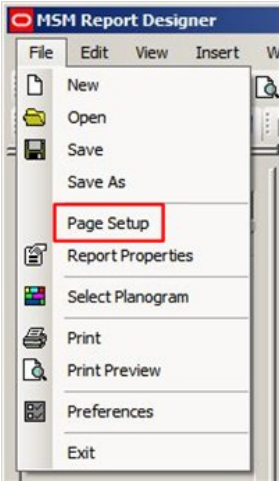 MSM Report Designer
File Edit View Insert W
New
Open
Save
Save As
Page Setup
Report Properties
Select Planogram
Print
Print Preview
Preferences
Exit